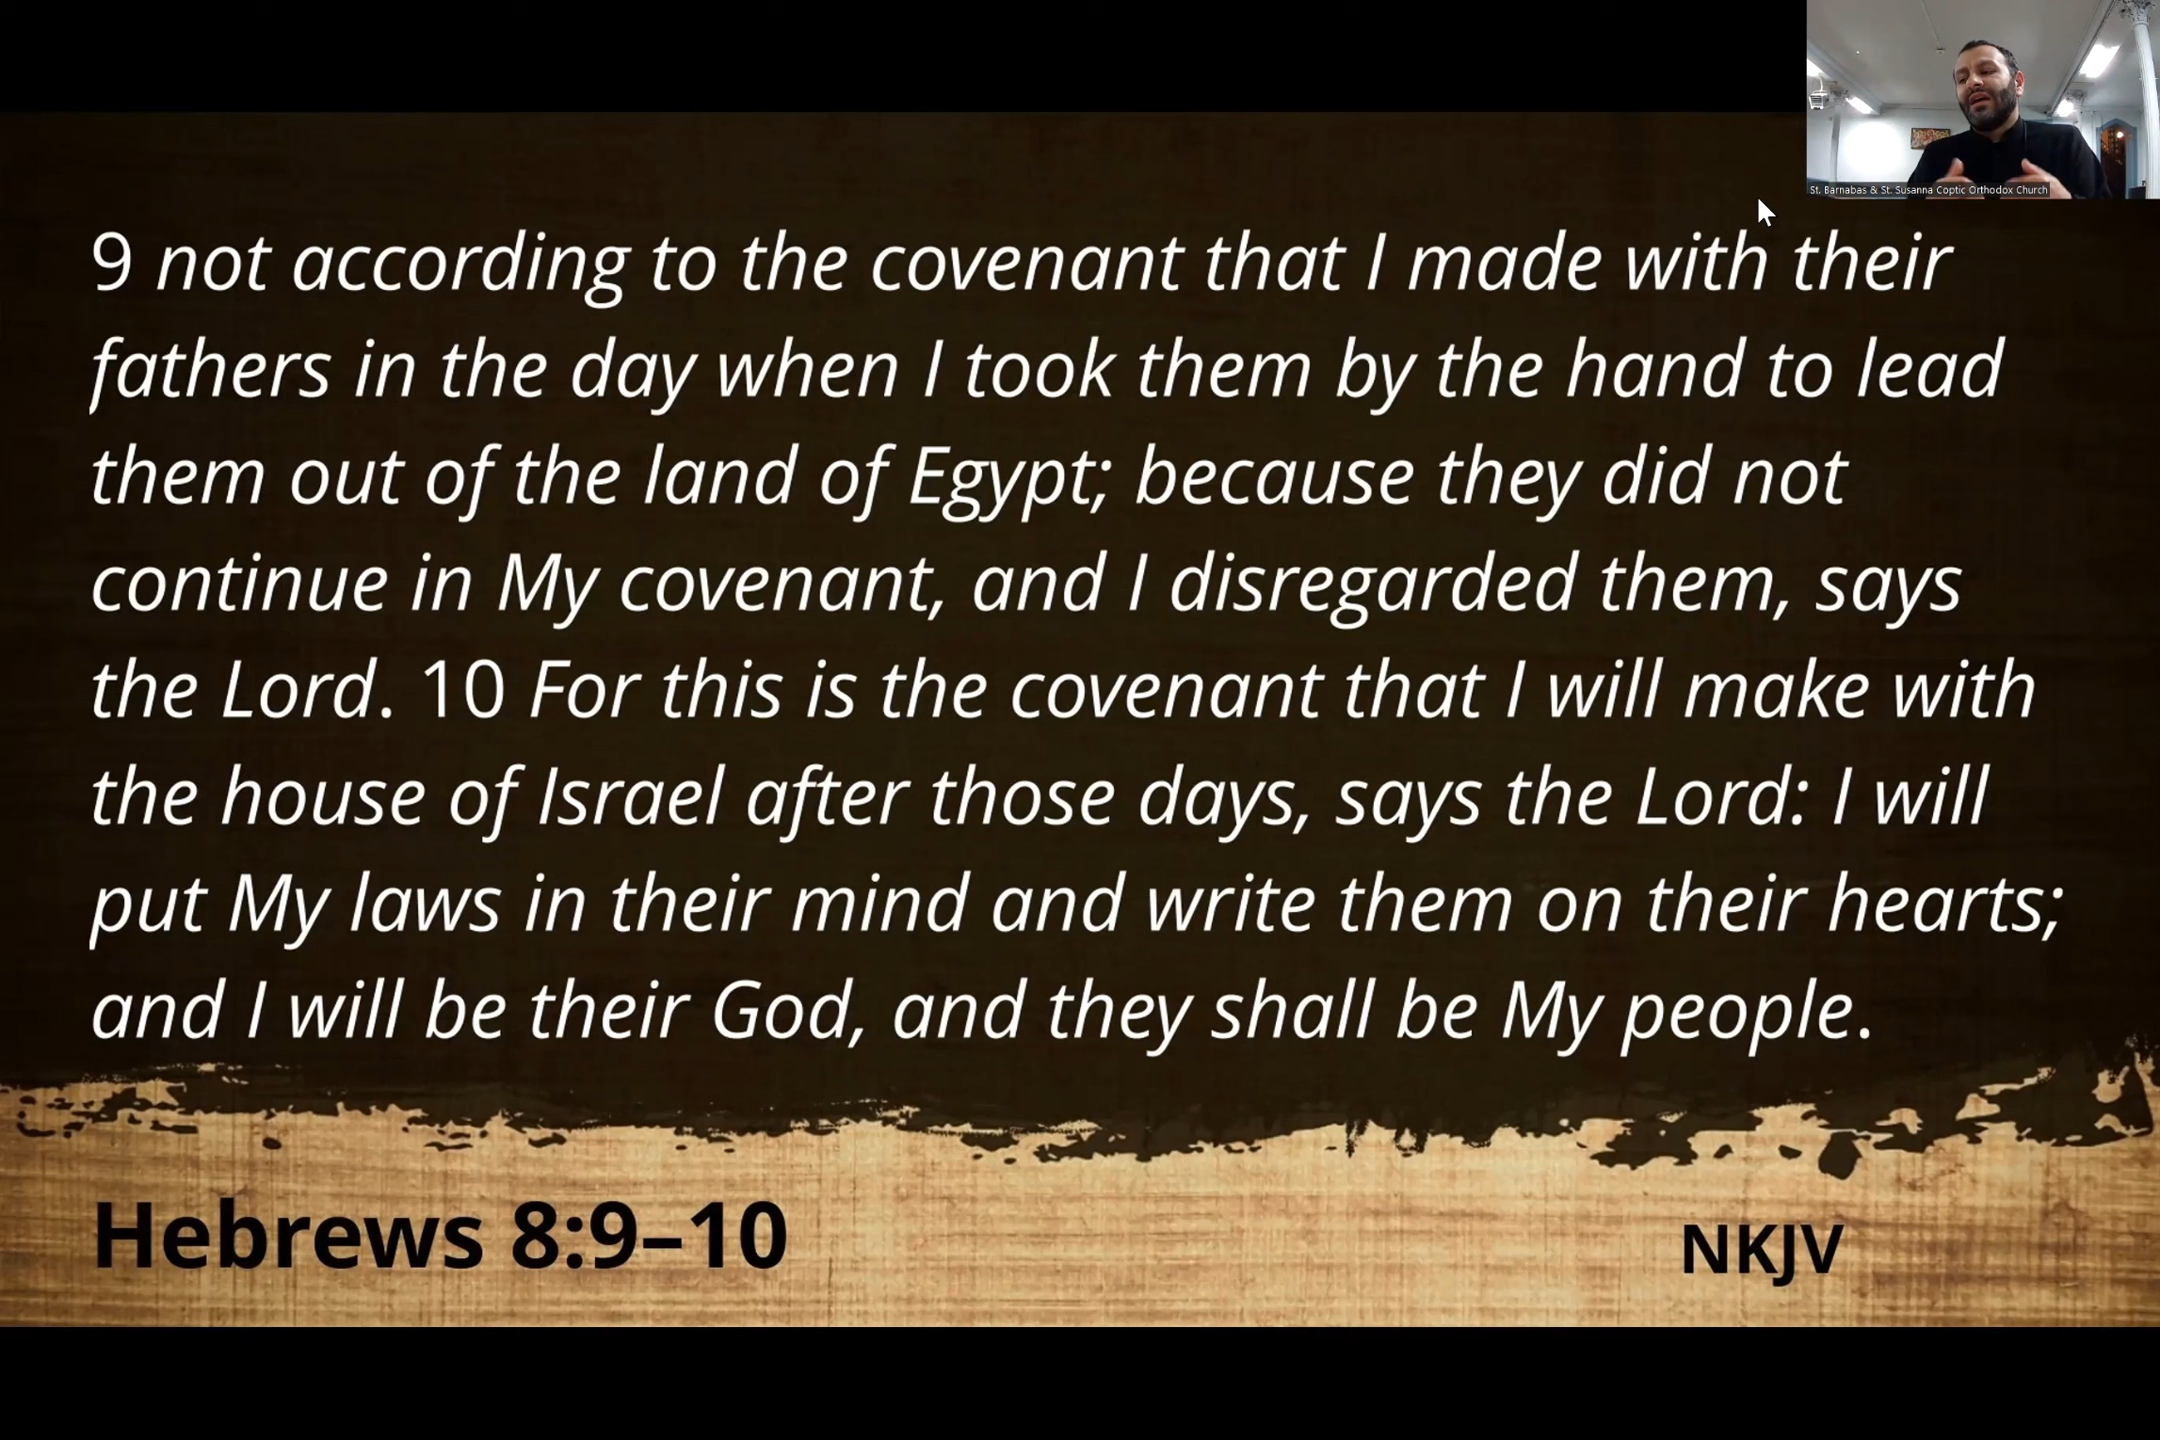 St. Barnabas & St. Susanna Coptic Orthodox Church
9 not according to the covenant that I made with their
fathers in the day when I took them by the hand to lead
them out of the land of Egypt; because they did not
continue in My covenant, and I disregarded them, says
the Lord. 10 For this is the covenant that I will make with
the house of Israel after those days, says the Lord: I will
put My laws in their mind and write them on their hearts;
and I will be their God, and they shall be My people.
Hebrews 8:9–10
NKJV